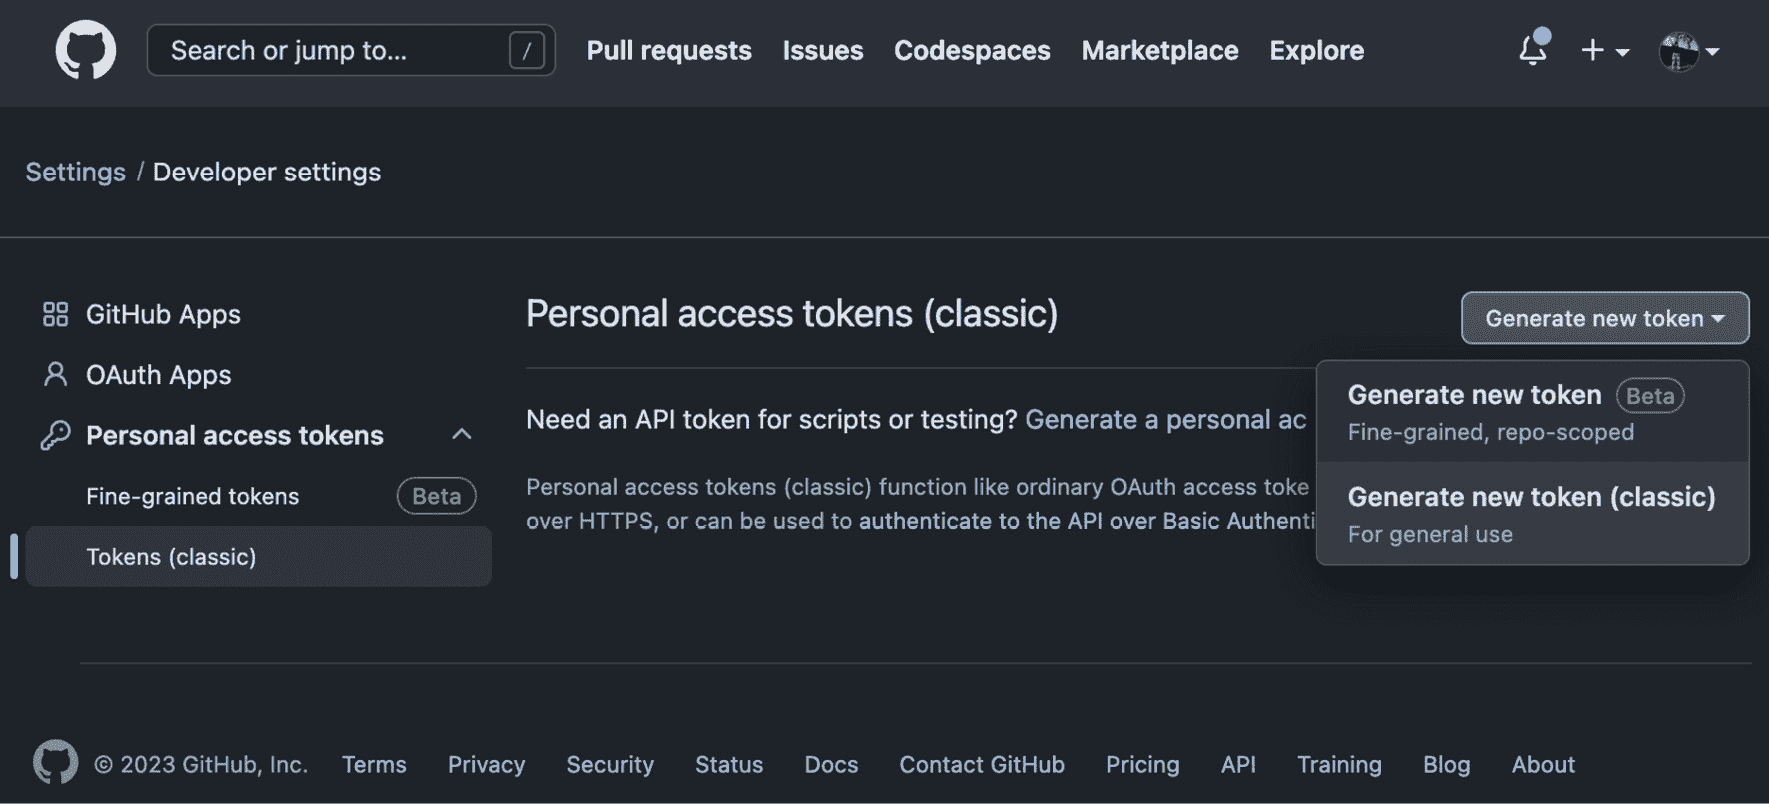 Search or jump to... /
Pull requests
Issues
Codespaces
Marketplace
Explore
Settings / Developer settings
GitHub Apps
OAuth Apps
Personal access tokens
Fine-grained tokens Beta
Tokens (classic)
Personal access tokens (classic)
Generate new token
Need an API token for scripts or testing? Generate a personal ac
Personal access tokens (classic) function like ordinary OAuth access toke
over HTTPS, or can be used to authenticate to the API over Basic Authenti
Generate new token Beta
Fine-grained, repo-scoped
Generate new token (classic)
For general use
© 2023 GitHub, Inc.
Terms
Privacy
Security
Status
Docs
Contact GitHub
Pricing
API
Training
Blog
About